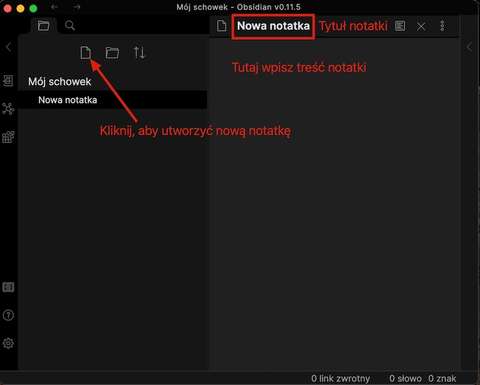 Mój schowek - Obsidian v0.11.5
Nowa notatka Tytuł notatki
Tutaj wpisz treść notatki
Mój schowek
Nowa notatka
Kliknij, aby utworzyć nową notatkę
0 link zwrotny 0 słowo 0 znak